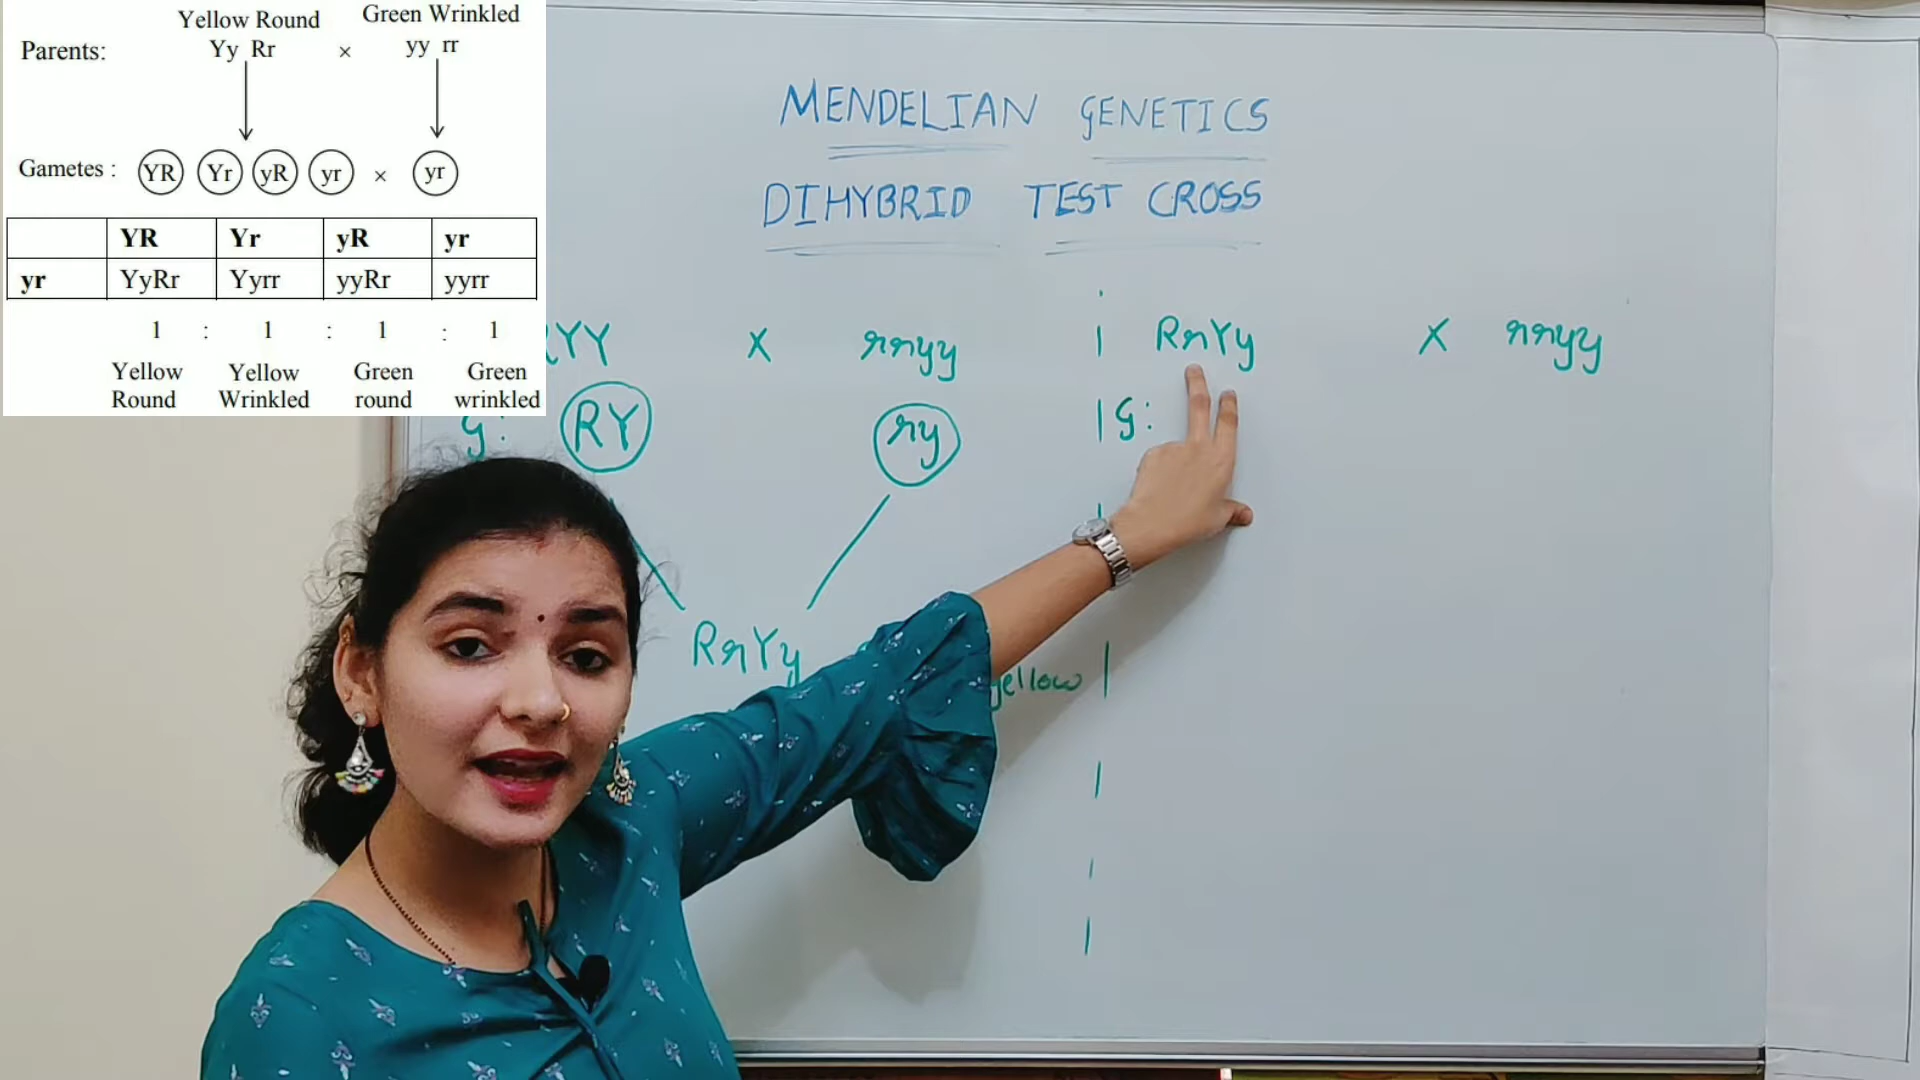 Yellow Round Green Wrinkled
Parents: Yy Rr × yy rr
Gametes : YR Yr yR yr × yr
YR Yr yR yr
yr YyRr Yyrr yyRr yyrr
1 : 1 : 1 : 1
Yellow Round Yellow Wrinkled Green round Green wrinkled
MENDELIAN GENETICS
DIHYBRID TEST CROSS
YY X rryy
G: RY ry
RrYy
yellow
RrYy X rryy
G: